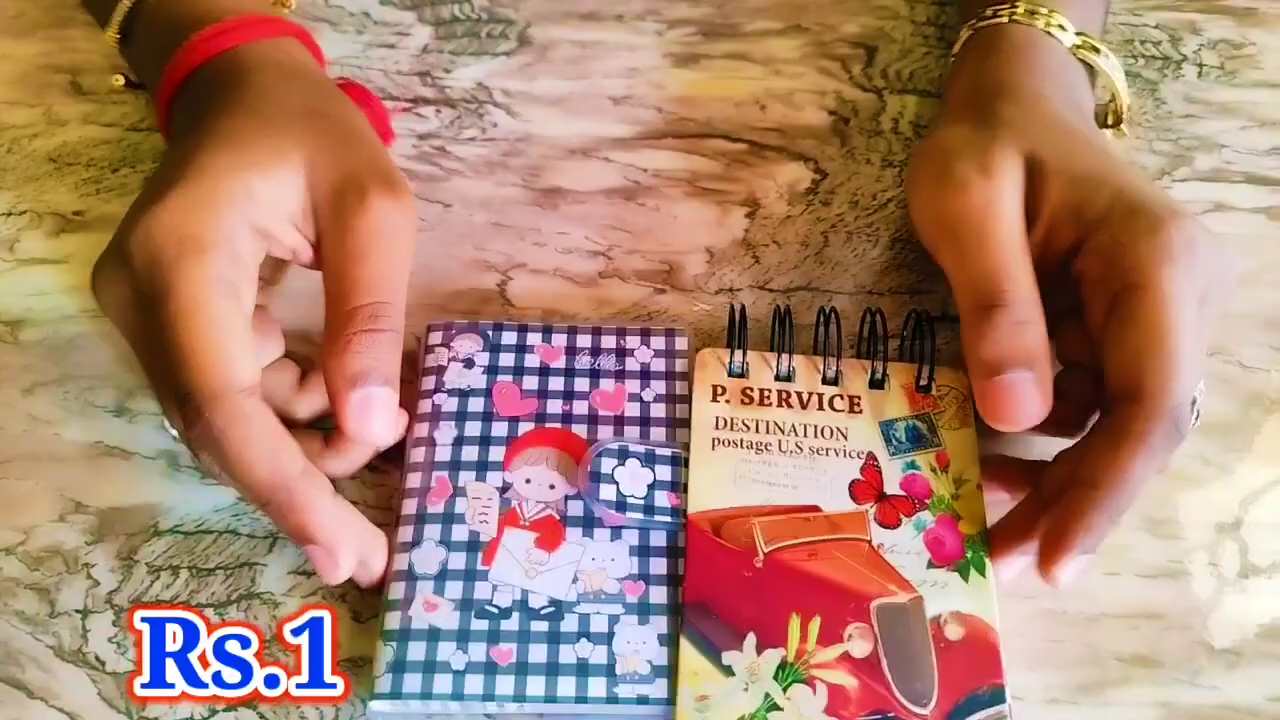 P. SERVICE
DESTINATION
postage U,S service
Rs.1